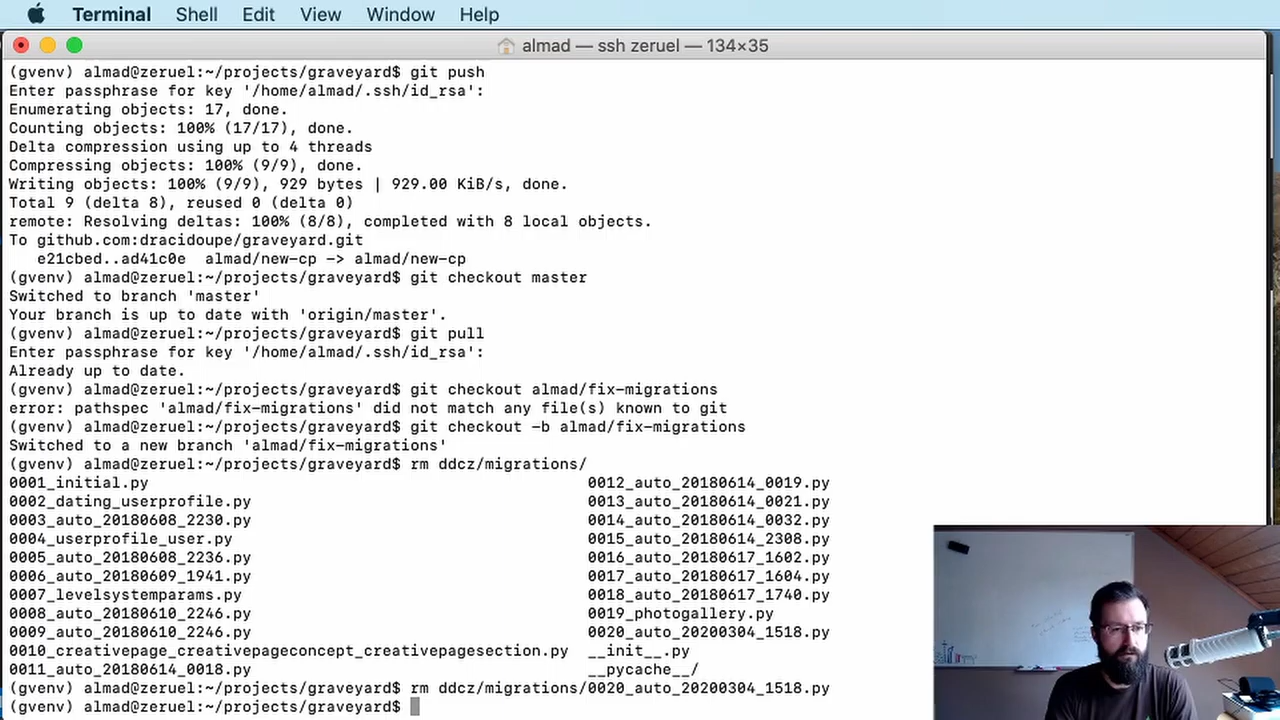 Terminal Shell Edit View Window Help
almad — ssh zeruel — 134×35
(gvenv) almad@zeruel:~/projects/graveyard$ git push
Enter passphrase for key '/home/almad/.ssh/id_rsa':
Enumerating objects: 17, done.
Counting objects: 100% (17/17), done.
Delta compression using up to 4 threads
Compressing objects: 100% (9/9), done.
Writing objects: 100% (9/9), 929 bytes | 929.00 KiB/s, done.
Total 9 (delta 8), reused 0 (delta 0)
remote: Resolving deltas: 100% (8/8), completed with 8 local objects.
To github.com:dracidoupe/graveyard.git
   e21cbed..ad41c0e  almad/new-cp -> almad/new-cp
(gvenv) almad@zeruel:~/projects/graveyard$ git checkout master
Switched to branch 'master'
Your branch is up to date with 'origin/master'.
(gvenv) almad@zeruel:~/projects/graveyard$ git pull
Enter passphrase for key '/home/almad/.ssh/id_rsa':
Already up to date.
(gvenv) almad@zeruel:~/projects/graveyard$ git checkout almad/fix-migrations
error: pathspec 'almad/fix-migrations' did not match any file(s) known to git
(gvenv) almad@zeruel:~/projects/graveyard$ git checkout -b almad/fix-migrations
Switched to a new branch 'almad/fix-migrations'
(gvenv) almad@zeruel:~/projects/graveyard$ rm ddcz/migrations/
0001_initial.py 0012_auto_20180614_0019.py
0002_dating_userprofile.py 0013_auto_20180614_0021.py
0003_auto_20180608_2230.py 0014_auto_20180614_0032.py
0004_userprofile_user.py 0015_auto_20180614_2308.py
0005_auto_20180608_2236.py 0016_auto_20180617_1602.py
0006_auto_20180609_1941.py 0017_auto_20180617_1604.py
0007_levelsystemparams.py 0018_auto_20180617_1740.py
0008_auto_20180610_2246.py 0019_photogallery.py
0009_auto_20180610_2246.py 0020_auto_20200304_1518.py
0010_creativepage_creativepageconcept_creativepagesection.py __init__.py
0011_auto_20180614_0018.py __pycache__/
(gvenv) almad@zeruel:~/projects/graveyard$ rm ddcz/migrations/0020_auto_20200304_1518.py
(gvenv) almad@zeruel:~/projects/graveyard$